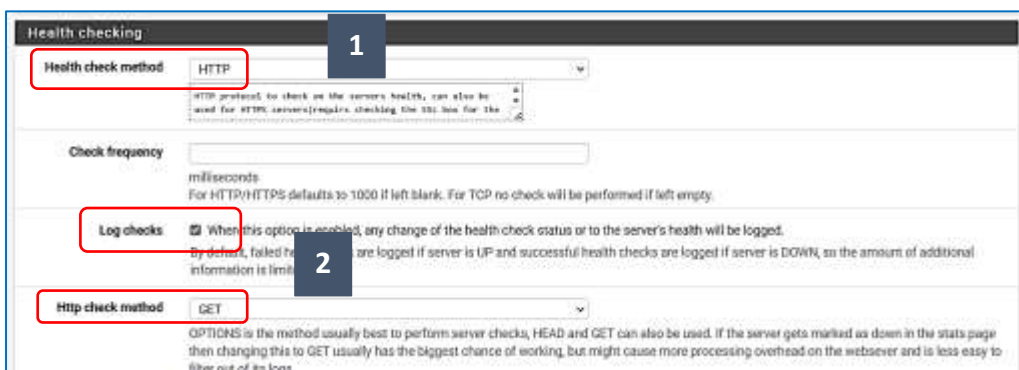 Health checking
1
Health check method HTTP
HTTP protocol to check on the servers health, can also be
used for HTTPS servers(requirs checking the SSL box for the
Check frequency
milliseconds
For HTTP/HTTPS defaults to 1000 if left blank. For TCP no check will be performed if left empty.
Log checks When this option is enabled, any change of the health check status or to the server's health will be logged.
By default, failed he are logged if server is UP and successful health checks are logged if server is DOWN, so the amount of additional
information is limite
2
Http check method GET
OPTIONS is the method usually best to perform server checks, HEAD and GET can also be used. If the server gets marked as down in the stats page
then changing this to GET usually has the biggest chance of working, but might cause more processing overhead on the websever and is less easy to
filter out of its logs.